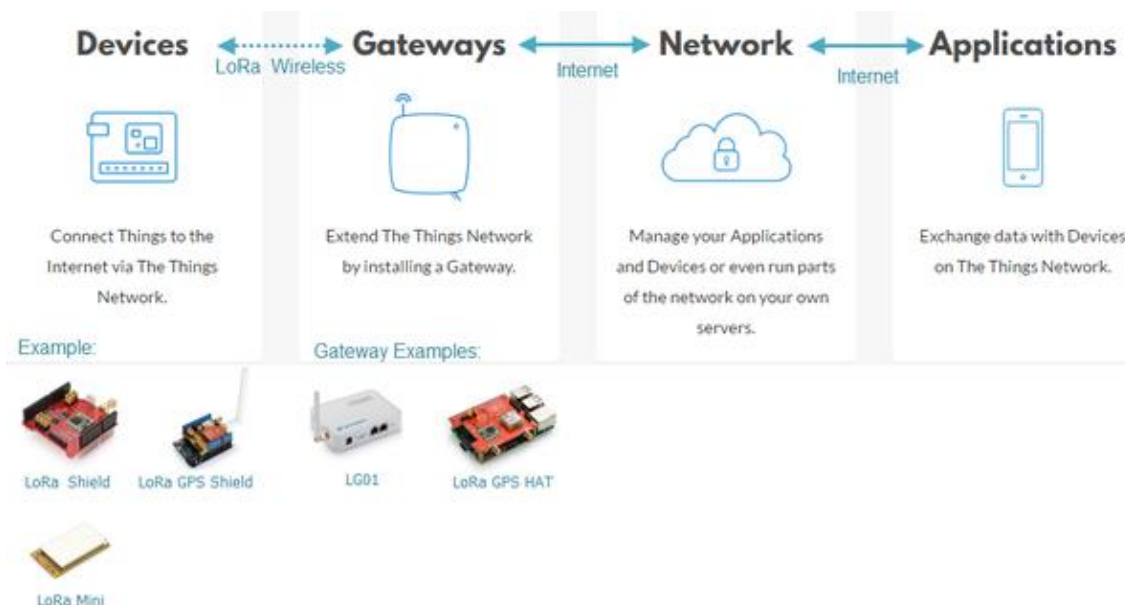 Devices Gateways Network Applications
LoRa Wireless Internet Internet
Connect Things to the
Internet via The Things
Network.
Extend The Things Network
by installing a Gateway.
Manage your Applications
and Devices or even run parts
of the network on your own
servers.
Exchange data with Devices
on The Things Network.
Example:
Gateway Examples:
LoRa Shield
LoRa GPS Shield
LG01
LoRa GPS HAT
LoRa Mini